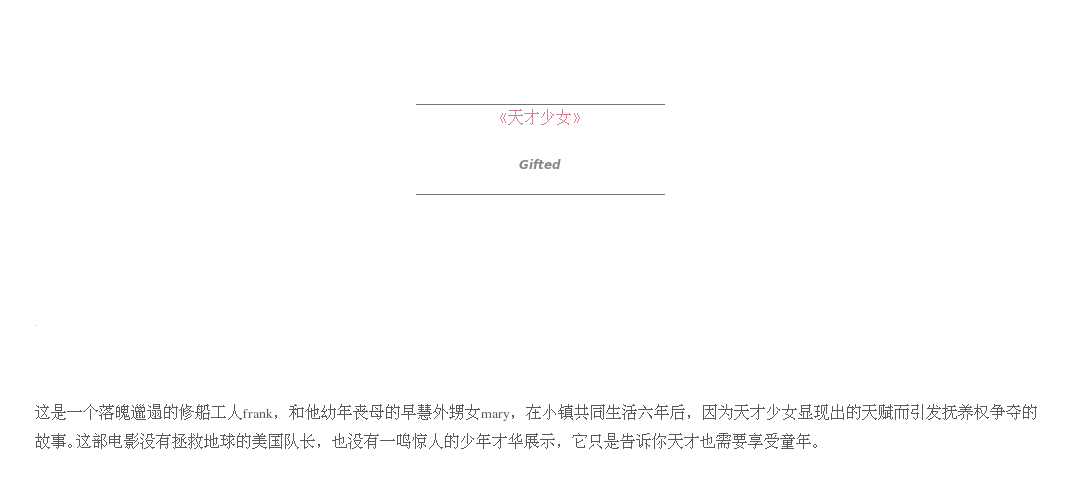 《天才少女》
Gifted
这是一个落魄邋遢的修船工人frank，和他幼年丧母的早慧外甥女mary，在小镇共同生活六年后，因为天才少女显现出的天赋而引发抚养权争夺的
故事。这部电影没有拯救地球的美国队长，也没有一鸣惊人的少年才华展示，它只是告诉你天才也需要享受童年。